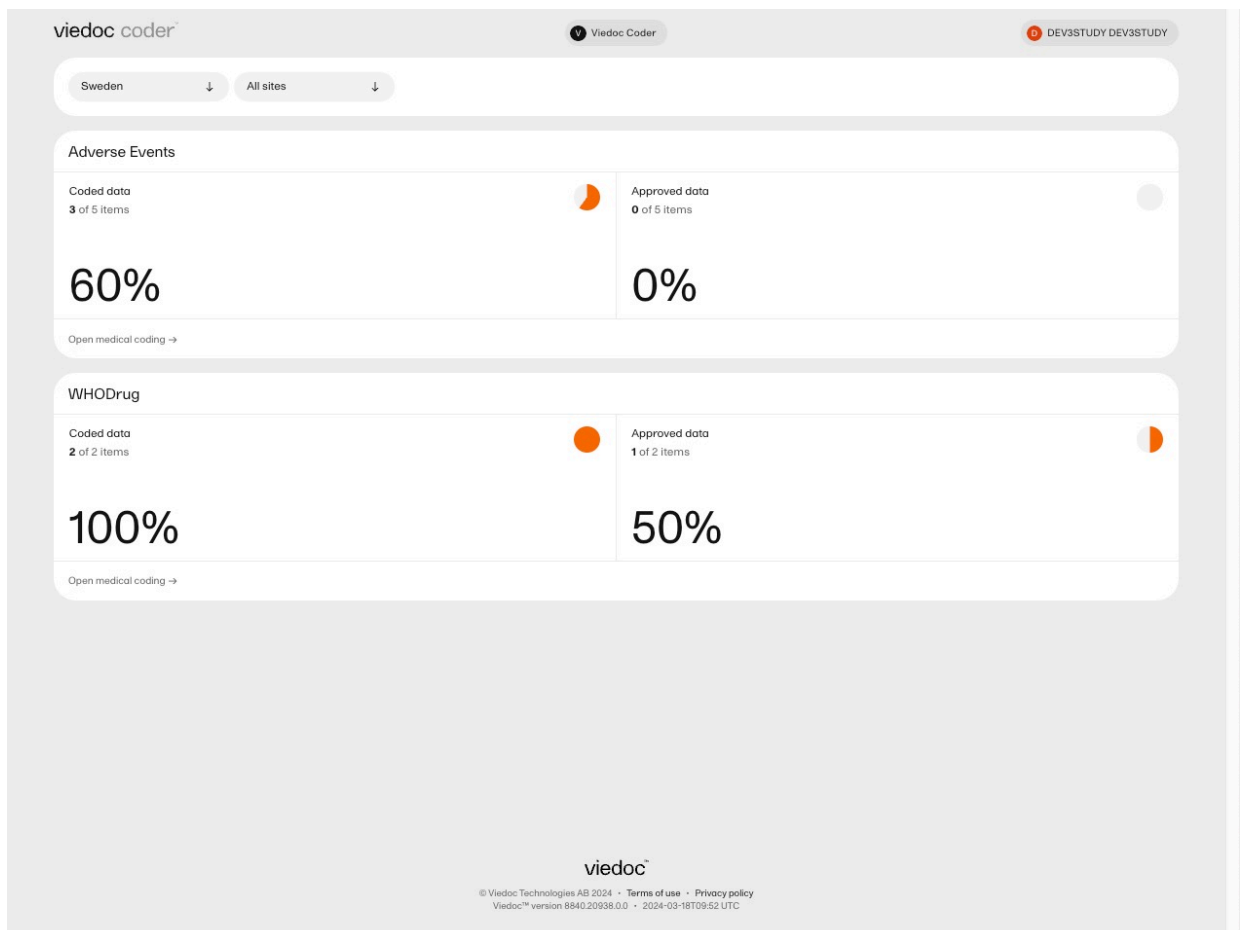 viedoc coder™
V Viedoc Coder
D DEV3STUDY DEV3STUDY
Sweden ↓ All sites ↓
Adverse Events
Coded data
3 of 5 items
60%
Approved data
0 of 5 items
0%
Open medical coding →
WHODrug
Coded data
2 of 2 items
100%
Approved data
1 of 2 items
50%
Open medical coding →
viedoc™
© Viedoc Technologies AB 2024 • Terms of use • Privacy policy
Viedoc™ version 8840.20938.0.0 • 2024-03-18T09:52 UTC